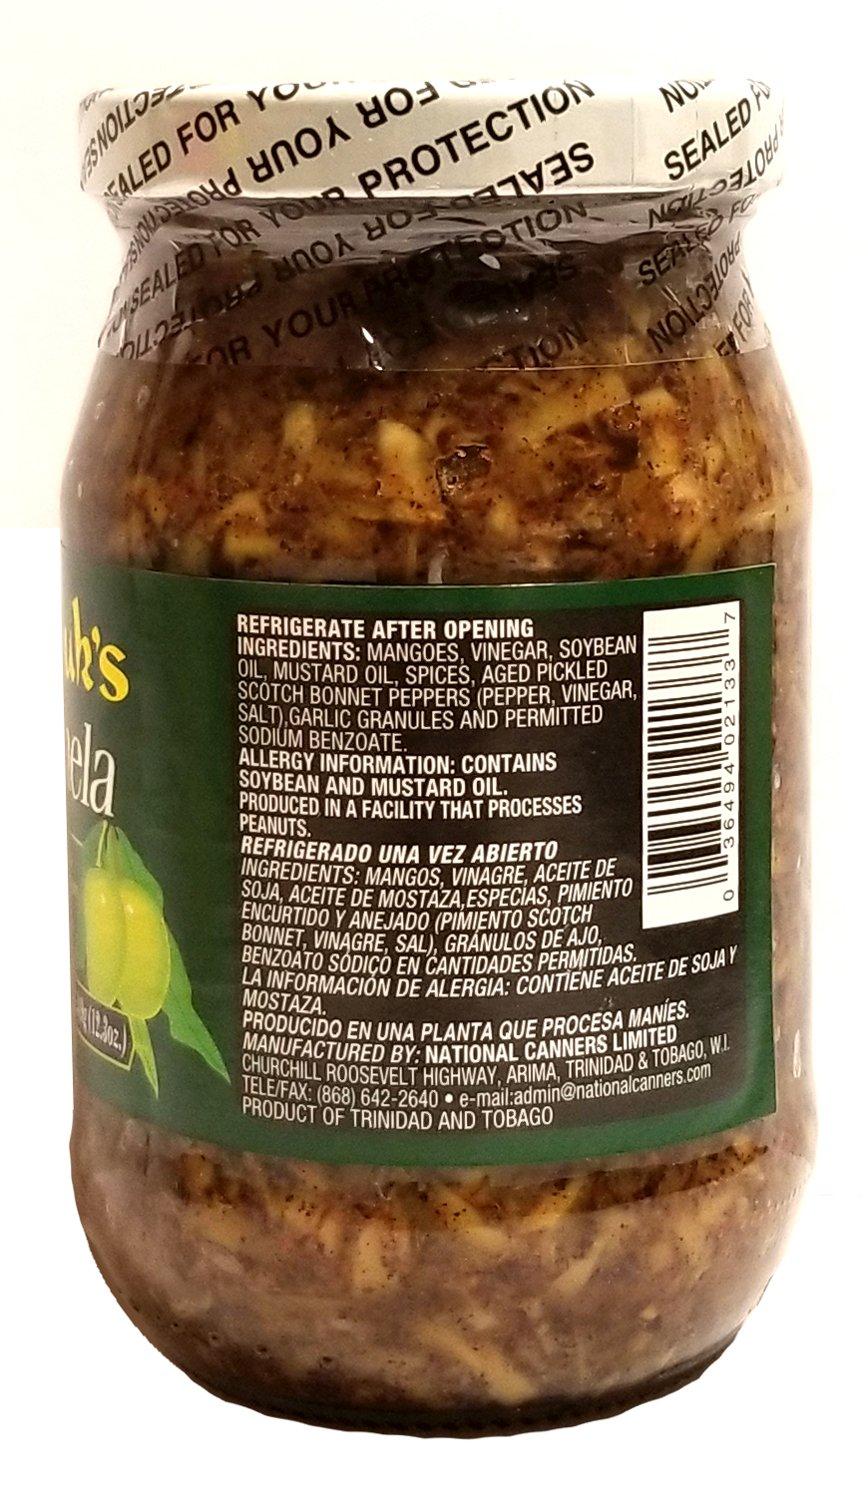 SEALED FOR YOUR PROTECTION
uh's
ela
(12.3oz.)
REFRIGERATE AFTER OPENING
INGREDIENTS: MANGOES, VINEGAR, SOYBEAN
OIL, MUSTARD OIL, SPICES, AGED PICKLED
SCOTCH BONNET PEPPERS (PEPPER, VINEGAR,
SALT),GARLIC GRANULES AND PERMITTED
SODIUM BENZOATE.
ALLERGY INFORMATION: CONTAINS
SOYBEAN AND MUSTARD OIL.
PRODUCED IN A FACILITY THAT PROCESSES
PEANUTS.
REFRIGERADO UNA VEZ ABIERTO
INGREDIENTS: MANGOS, VINAGRE, ACEITE DE
SOJA, ACEITE DE MOSTAZA,ESPECIAS, PIMIENTO
ENCURTIDO Y ANEJADO (PIMIENTO SCOTCH
BONNET, VINAGRE, SAL), GRÁNULOS DE AJO,
BENZOATO SÓDICO EN CANTIDADES PERMITIDAS.
LA INFORMACIÓN DE ALERGIA: CONTIENE ACEITE DE SOJA Y
MOSTAZA.
PRODUCIDO EN UNA PLANTA QUE PROCESA MANÍES.
MANUFACTURED BY: NATIONAL CANNERS LIMITED
CHURCHILL ROOSEVELT HIGHWAY, ARIMA, TRINIDAD & TOBAGO, W.I.
TELE/FAX: (868) 642-2640 • e-mail:admin@nationalcanners.com
PRODUCT OF TRINIDAD AND TOBAGO
0 36494 02133 7